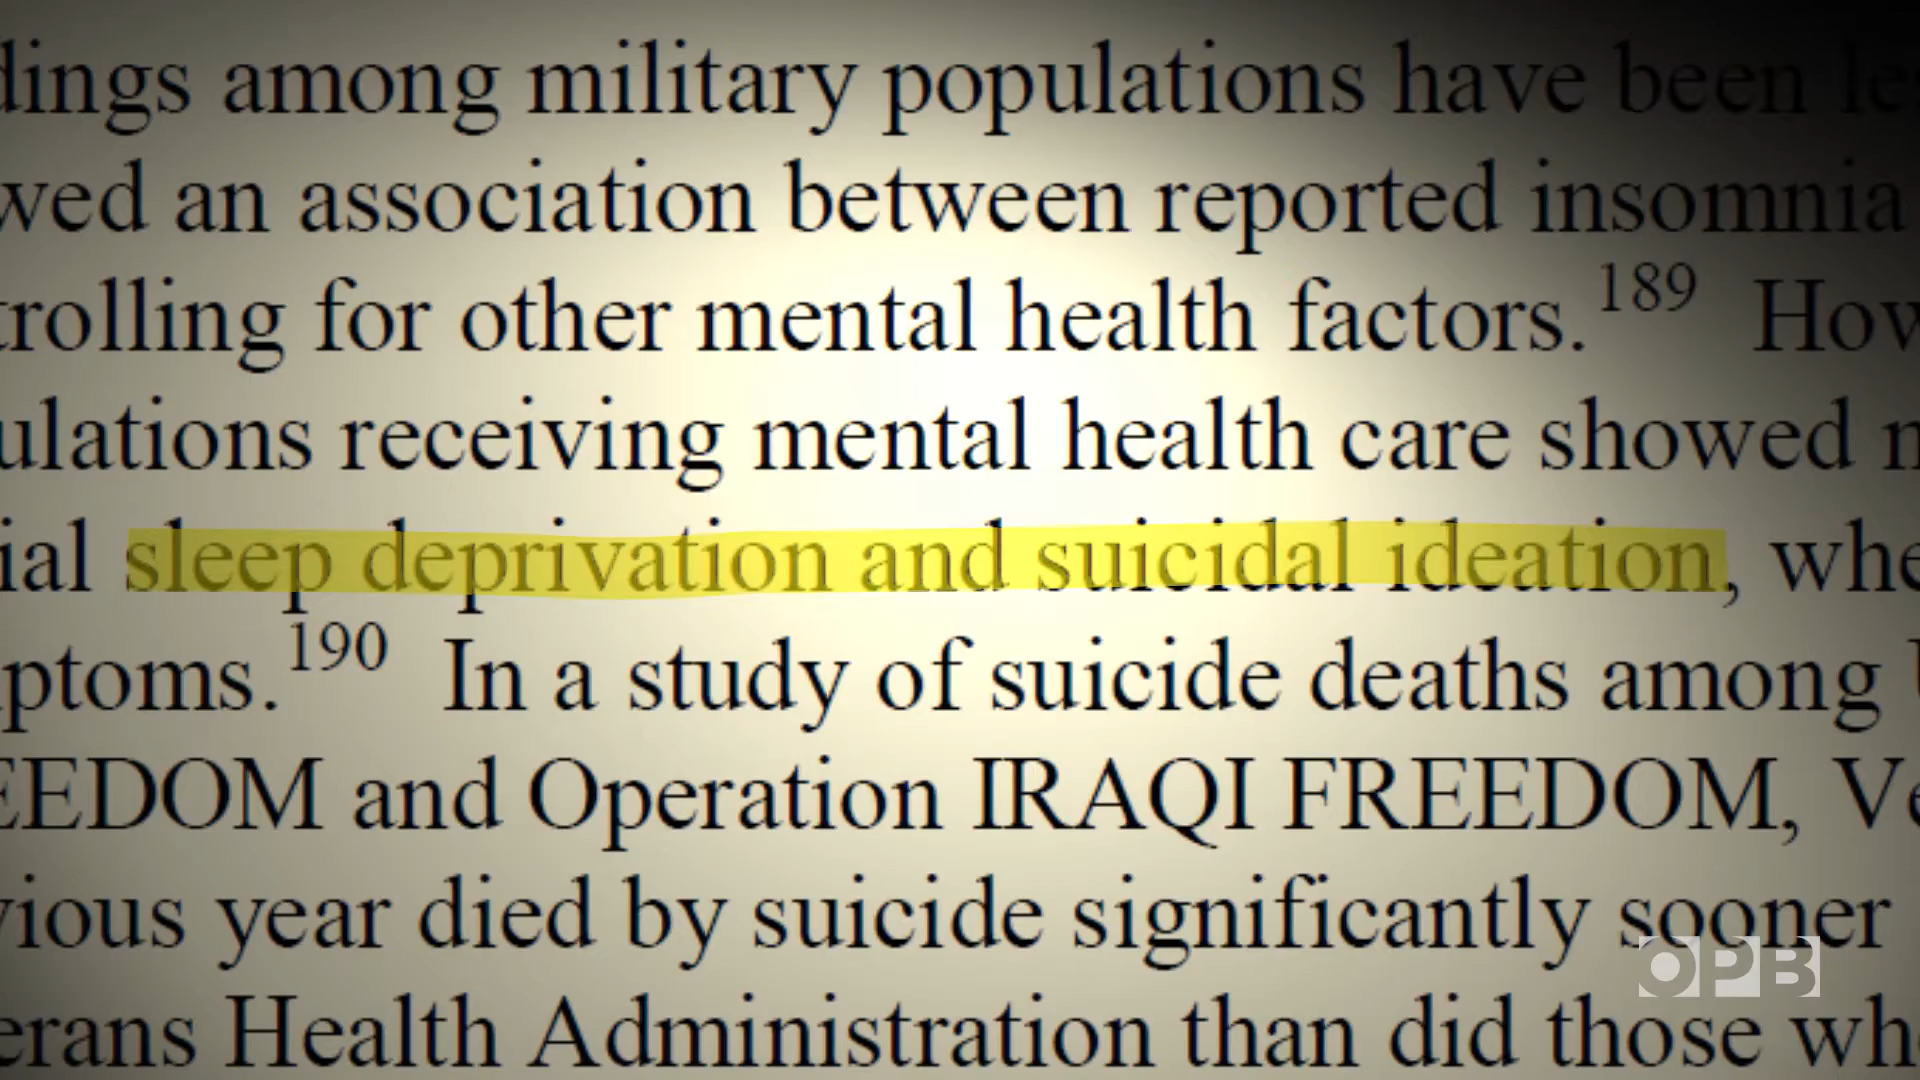 dings among military populations have been
wed an association between reported insomnia
trolling for other mental health factors.189 How
ulations receiving mental health care showed
ial sleep deprivation and suicidal ideation, whe
ptoms.190 In a study of suicide deaths among
EEDOM and Operation IRAQI FREEDOM, Ve
vious year died by suicide significantly sooner
erans Health Administration than did those wh
OPB